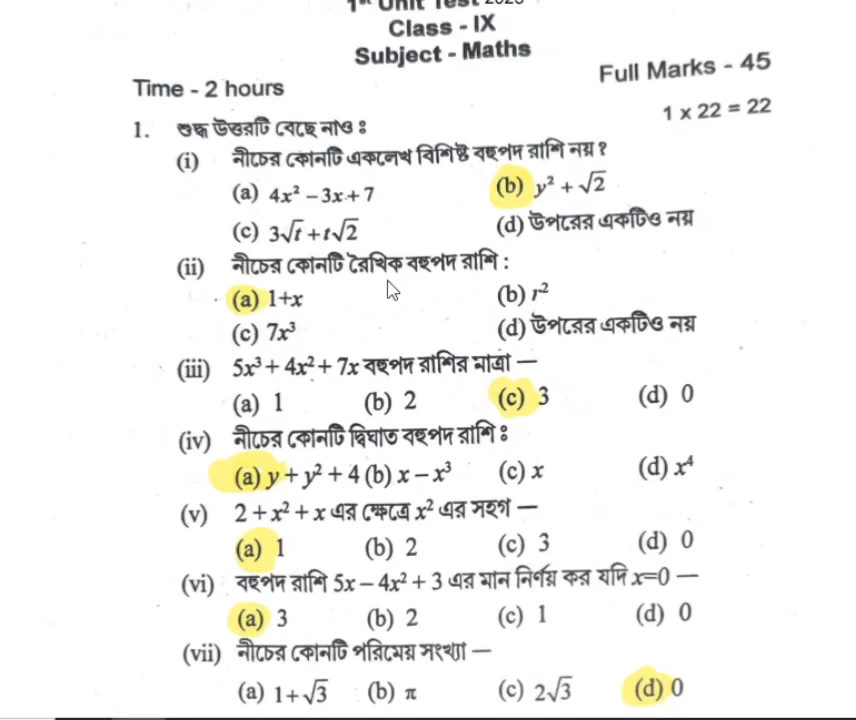 1st Unit Test 2023
Class - IX
Subject - Maths
Time - 2 hours
Full Marks - 45
1. শুদ্ধ উত্তরটি বেছে নাও ঃ 1 x 22 = 22
(i) নীচের কোনটি একলেখ বিশিষ্ঠ বহুপদ রাশি নয় ?
(a) 4x² – 3x + 7 (b) y² + √2
(c) 3√t + t√2 (d) উপরের একটিও নয়
(ii) নীচের কোনটি রৈখিক বহুপদ রাশি :
(a) 1+x (b) r²
(c) 7x³ (d) উপরের একটিও নয়
(iii) 5x³ + 4x² + 7x বহুপদ রাশির মাত্রা —
(a) 1 (b) 2 (c) 3 (d) 0
(iv) নীচের কোনটি দ্বিঘাত বহুপদ রাশি ঃ
(a) y + y² + 4 (b) x – x³ (c) x (d) x⁴
(v) 2 + x² + x এর ক্ষেত্রে x² এর সহগ —
(a) 1 (b) 2 (c) 3 (d) 0
(vi) বহুপদ রাশি 5x – 4x² + 3 এর মান নির্ণয় কর যদি x=0 —
(a) 3 (b) 2 (c) 1 (d) 0
(vii) নীচের কোনটি পরিমেয় সংখ্যা —
(a) 1+√3 (b) π (c) 2√3 (d) 0